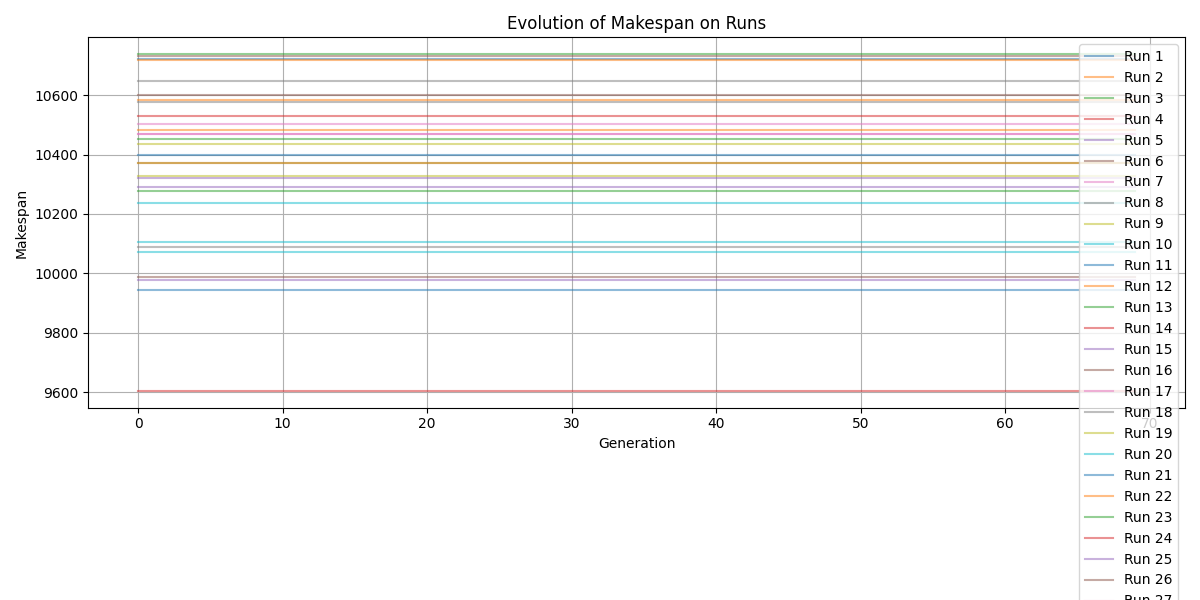 Evolution of Makespan on Runs
Makespan
10600
10400
10200
10000
9800
9600
0 10 20 30 40 50 60 70
Generation
Run 1
Run 2
Run 3
Run 4
Run 5
Run 6
Run 7
Run 8
Run 9
Run 10
Run 11
Run 12
Run 13
Run 14
Run 15
Run 16
Run 17
Run 18
Run 19
Run 20
Run 21
Run 22
Run 23
Run 24
Run 25
Run 26
Run 27